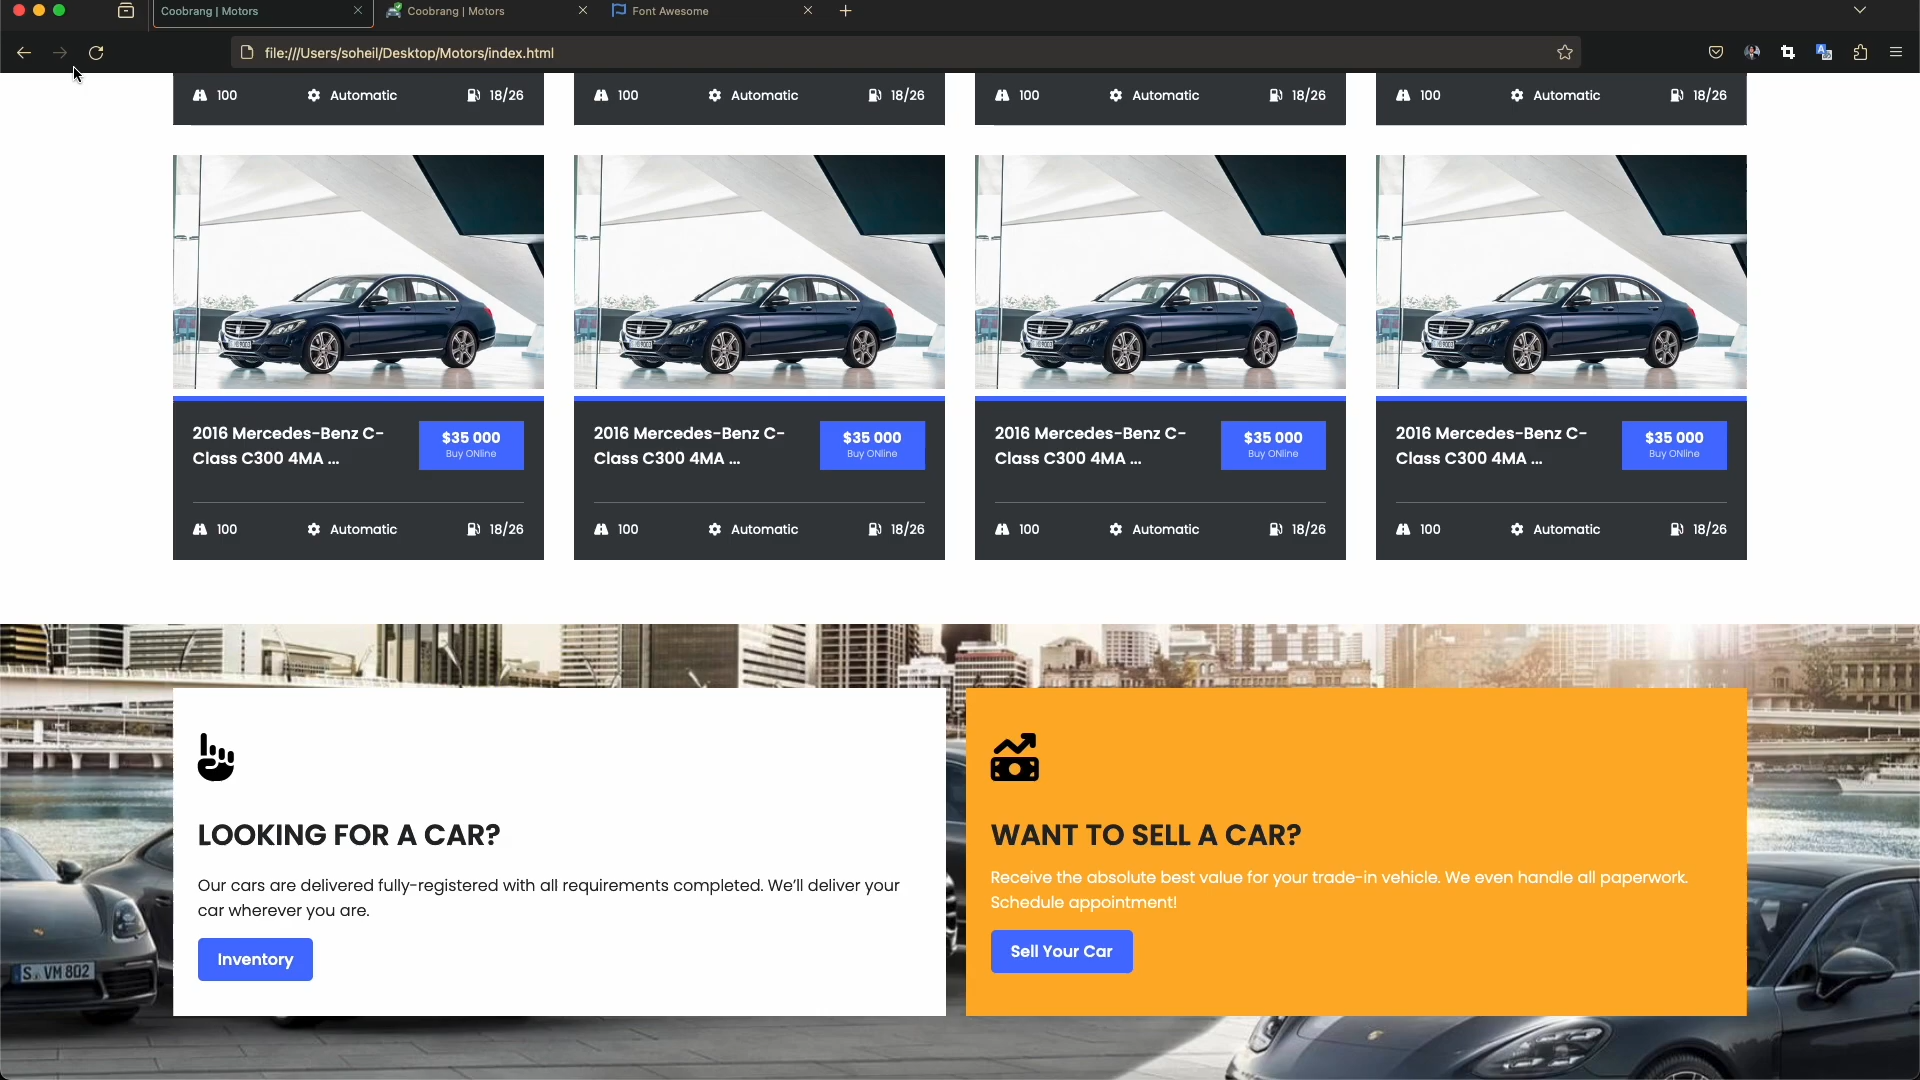 Coobrang | Motors
Coobrang | Motors
Font Awesome
file:///Users/soheil/Desktop/Motors/index.html
100 Automatic 18/26
100 Automatic 18/26
100 Automatic 18/26
100 Automatic 18/26
2016 Mercedes-Benz C-
Class C300 4MA ...
$35 000
Buy ONline
100 Automatic 18/26
2016 Mercedes-Benz C-
Class C300 4MA ...
$35 000
Buy ONline
100 Automatic 18/26
2016 Mercedes-Benz C-
Class C300 4MA ...
$35 000
Buy ONline
100 Automatic 18/26
2016 Mercedes-Benz C-
Class C300 4MA ...
$35 000
Buy ONline
100 Automatic 18/26
LOOKING FOR A CAR?
Our cars are delivered fully-registered with all requirements completed. We’ll deliver your
car wherever you are.
Inventory
WANT TO SELL A CAR?
Receive the absolute best value for your trade-in vehicle. We even handle all paperwork.
Schedule appointment!
Sell Your Car
S VM 802